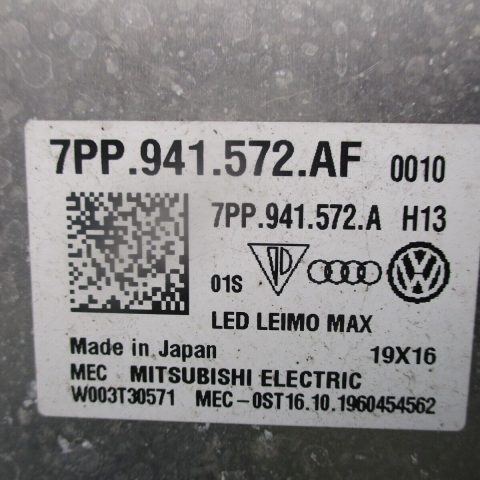 7PP.941.572.AF 0010
7PP.941.572.A H13
01S
LED LEIMO MAX
Made in Japan 19X16
MEC MITSUBISHI ELECTRIC
W003T30571 MEC-0ST16.10.1960454562